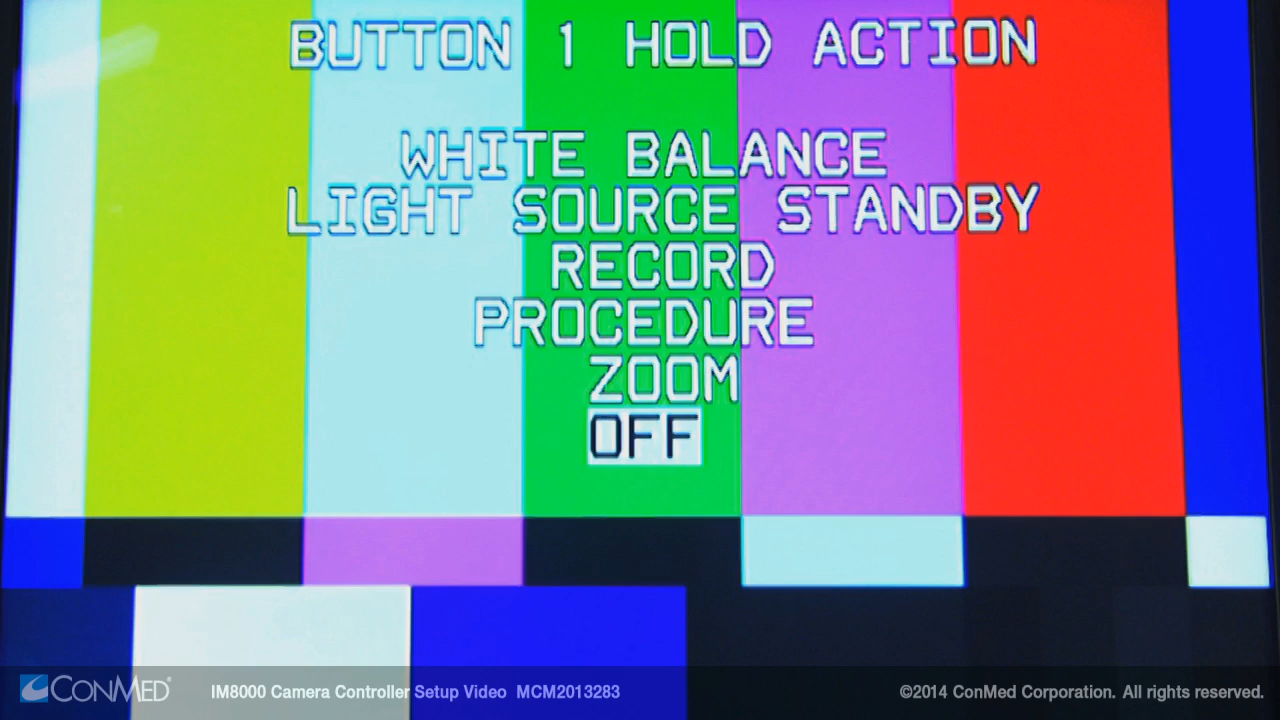 BUTTON 1 HOLD ACTION
WHITE BALANCE
LIGHT SOURCE STANDBY
RECORD
PROCEDURE
ZOOM
OFF
CONMED® IM8000 Camera Controller Setup Video MCM2013283 ©2014 ConMed Corporation. All rights reserved.